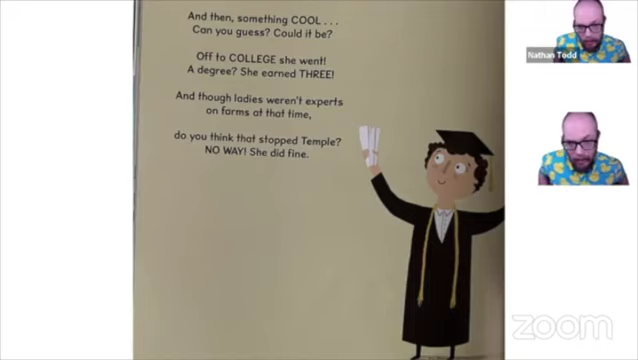 And then, something COOL . . .
Can you guess? Could it be?
Off to COLLEGE she went!
A degree? She earned THREE!
And though ladies weren't experts
on farms at that time,
do you think that stopped Temple?
NO WAY! She did fine.
Nathan Todd
zoom